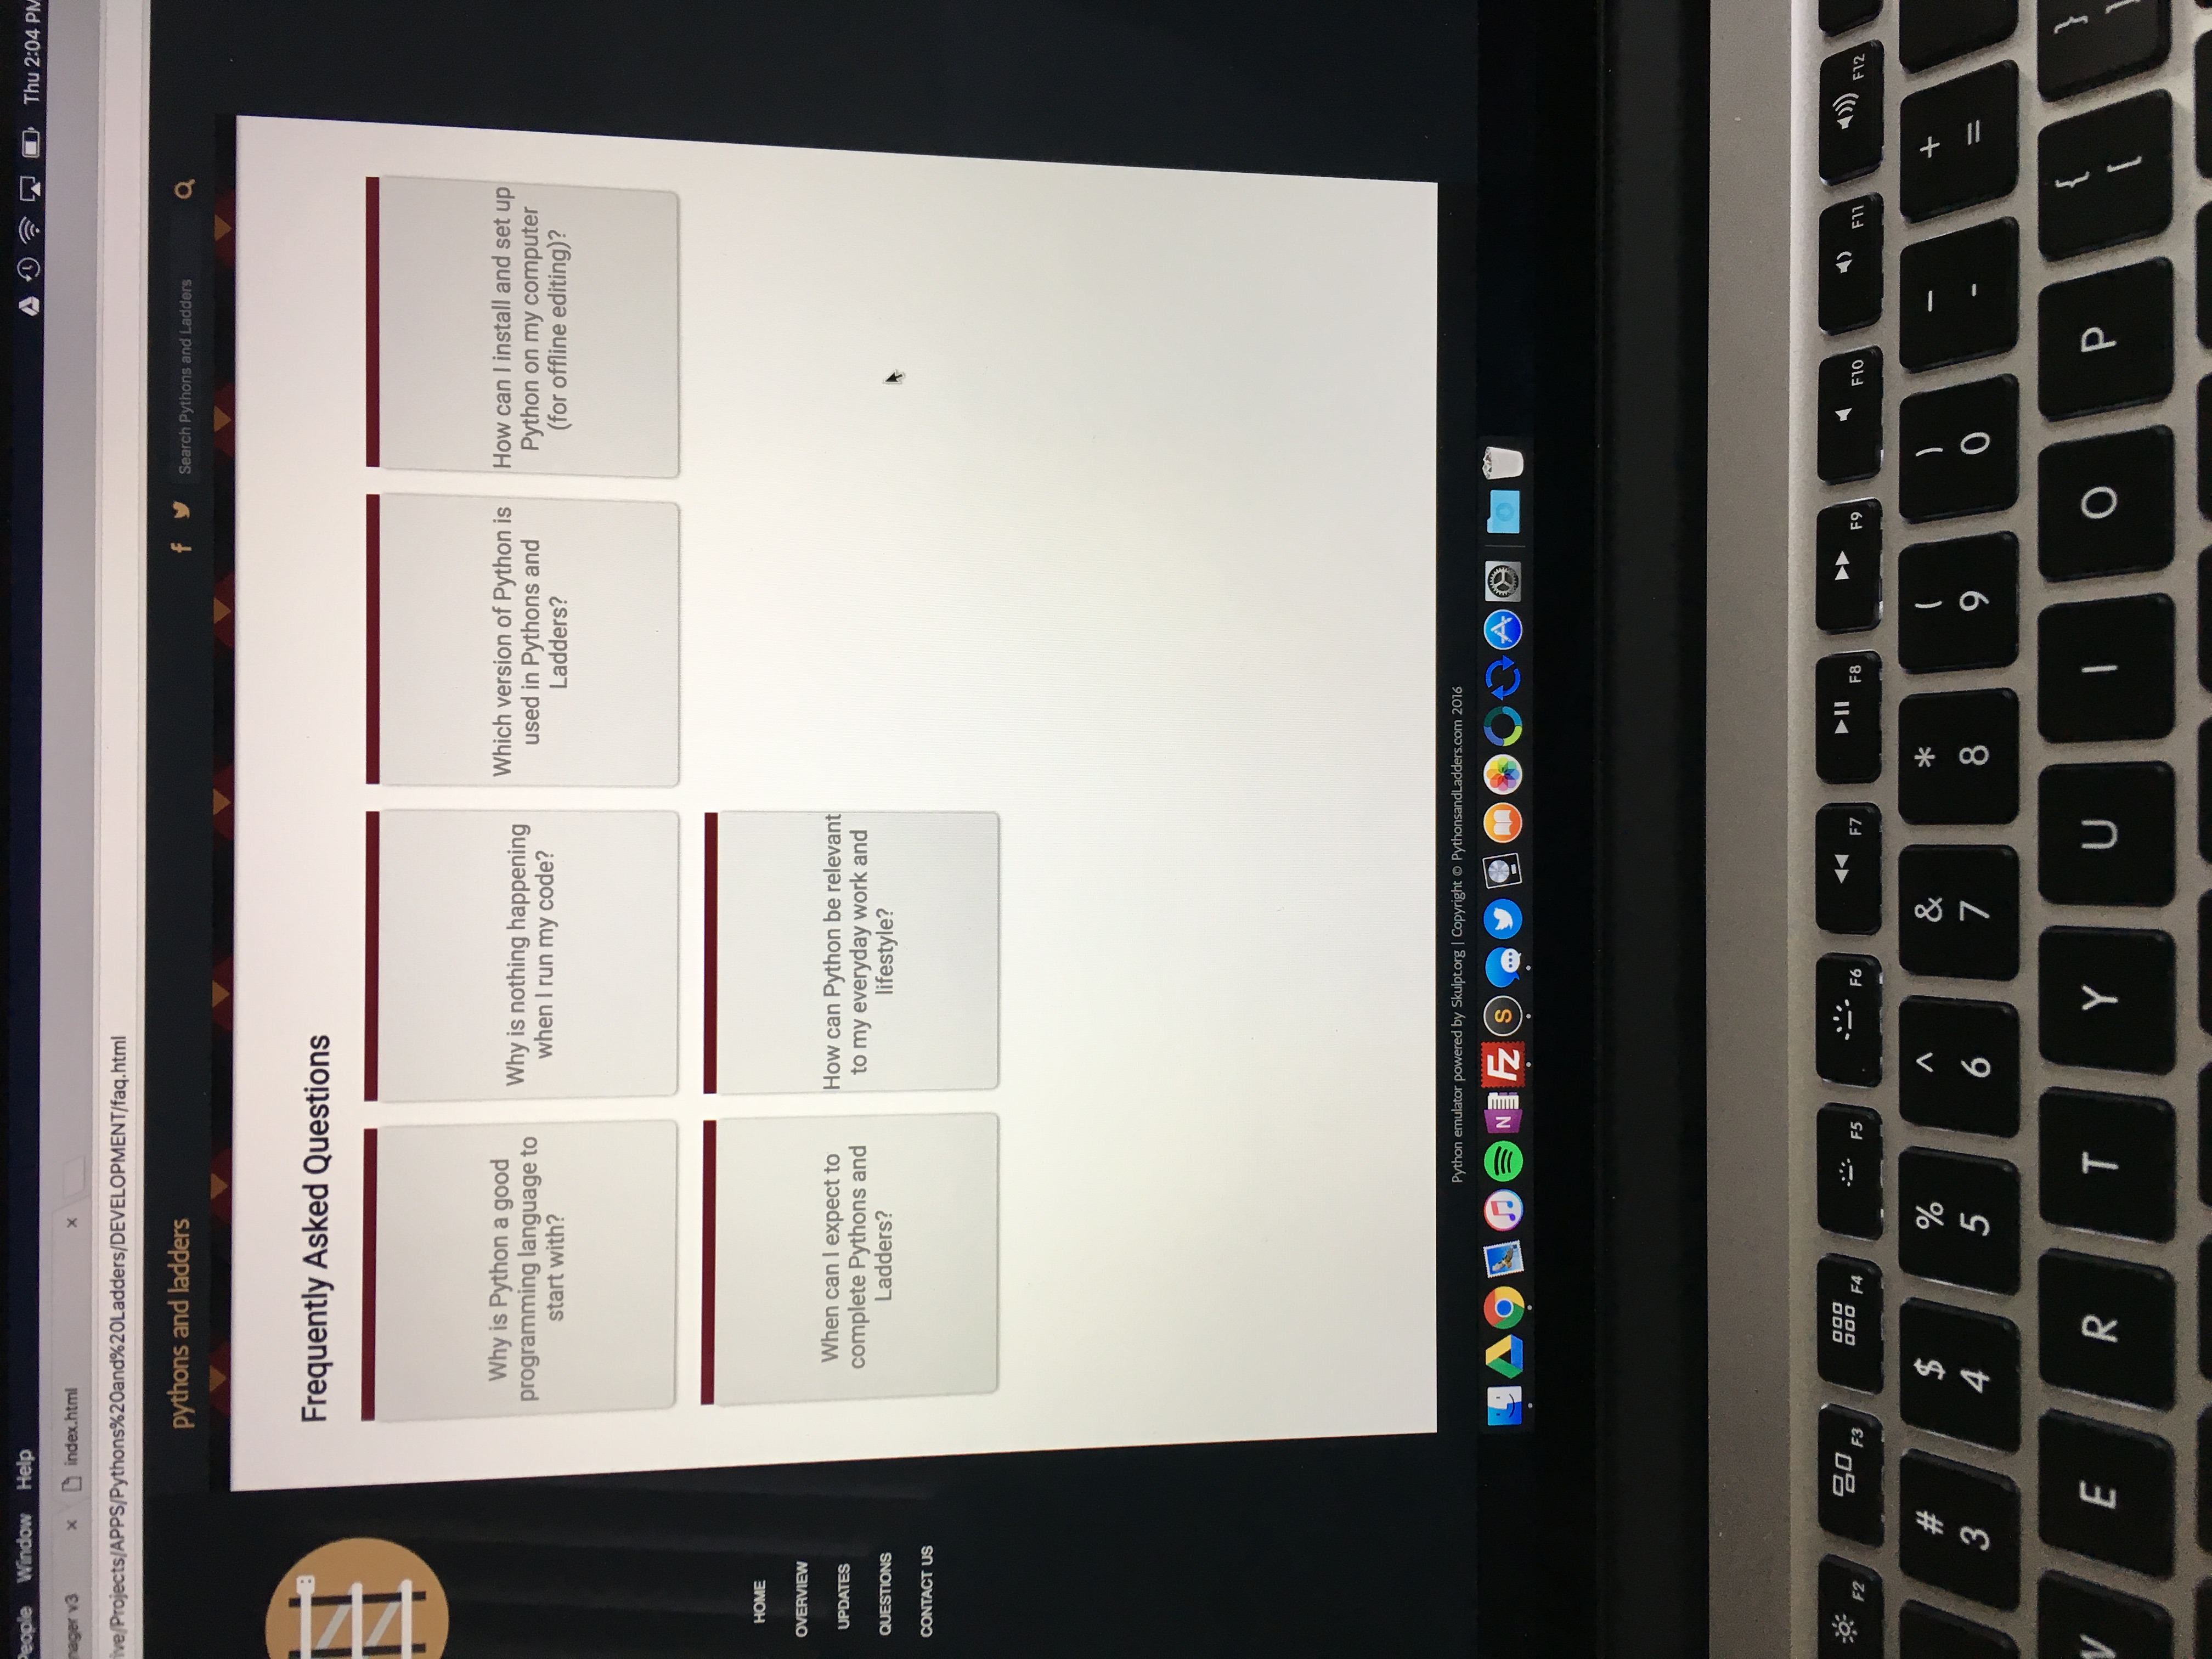 People Window Help
Thu 2:04 PM
nager v3
index.html
ive/Projects/APPS/Pythons%20and%20Ladders/DEVELOPMENT/faq.html
pythons and ladders
f
Search Pythons and Ladders
Frequently Asked Questions
Why is Python a good
programming language to
start with?
Why is nothing happening
when I run my code?
Which version of Python is
used in Pythons and
Ladders?
How can I install and set up
Python on my computer
(for offline editing)?
When can I expect to
complete Pythons and
Ladders?
How can Python be relevant
to my everyday work and
lifestyle?
HOME
OVERVIEW
UPDATES
QUESTIONS
CONTACT US
Python emulator powered by Skulpt.org | Copyright © PythonsandLadders.com 2016
N
Fz
S
F2 F3 F4 F5 F6 F7 F8 F9 F10 F11 F12
# $ % ^ & * ( ) — +
3 4 5 6 7 8 9 0 - =
W E R T Y U I O P { }
[ ]